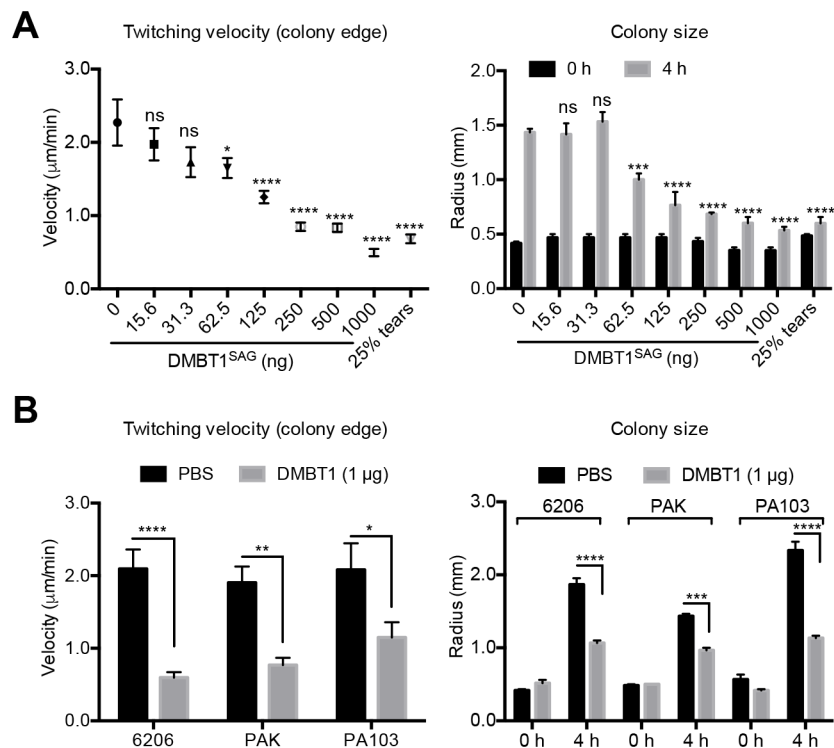 A
Twitching velocity (colony edge)
Velocity (μm/min)
3.0
2.0
1.0
0.0
ns
ns
*
****
****
****
****
****
0
15.6
31.3
62.5
125
250
500
1000
25% tears
DMBT1SAG (ng)
Colony size
0 h
4 h
Radius (mm)
2.0
1.5
1.0
0.5
0.0
ns
ns
***
****
****
****
****
****
0
15.6
31.3
62.5
125
250
500
1000
25% tears
DMBT1SAG (ng)
B
Twitching velocity (colony edge)
PBS
DMBT1 (1 μg)
Velocity (μm/min)
3.0
2.0
1.0
0.0
****
**
*
6206
PAK
PA103
Colony size
PBS
DMBT1 (1 μg)
Radius (mm)
3.0
2.0
1.0
0.0
6206
PAK
PA103
****
***
****
0 h
4 h
0 h
4 h
0 h
4 h